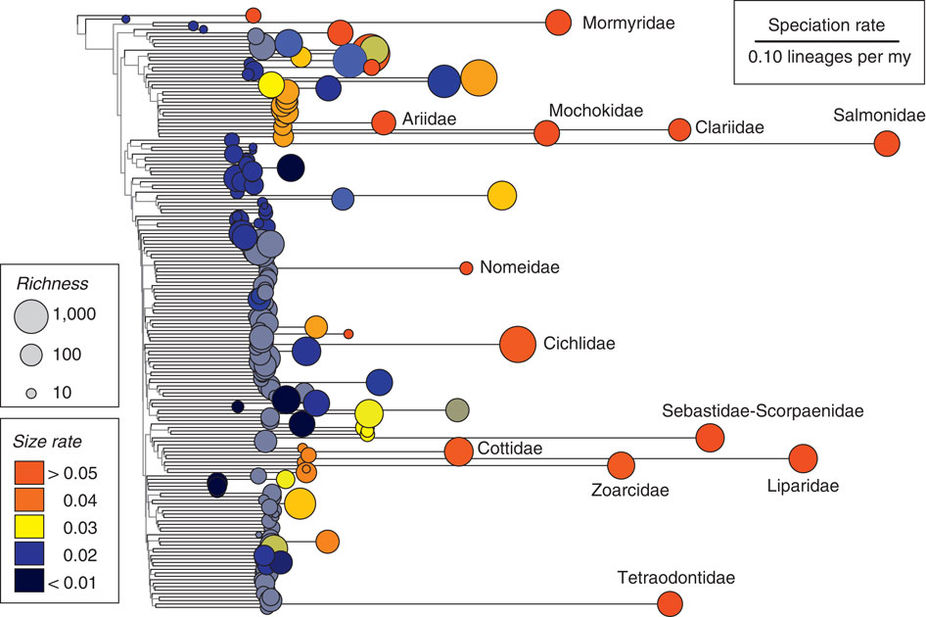 Mormyridae
Speciation rate
0.10 lineages per my
Ariidae
Mochokidae
Clariidae
Salmonidae
Nomeidae
Richness
1,000
100
10
Cichlidae
Sebastidae-Scorpaenidae
Cottidae
Zoarcidae
Liparidae
Size rate
> 0.05
0.04
0.03
0.02
< 0.01
Tetraodontidae